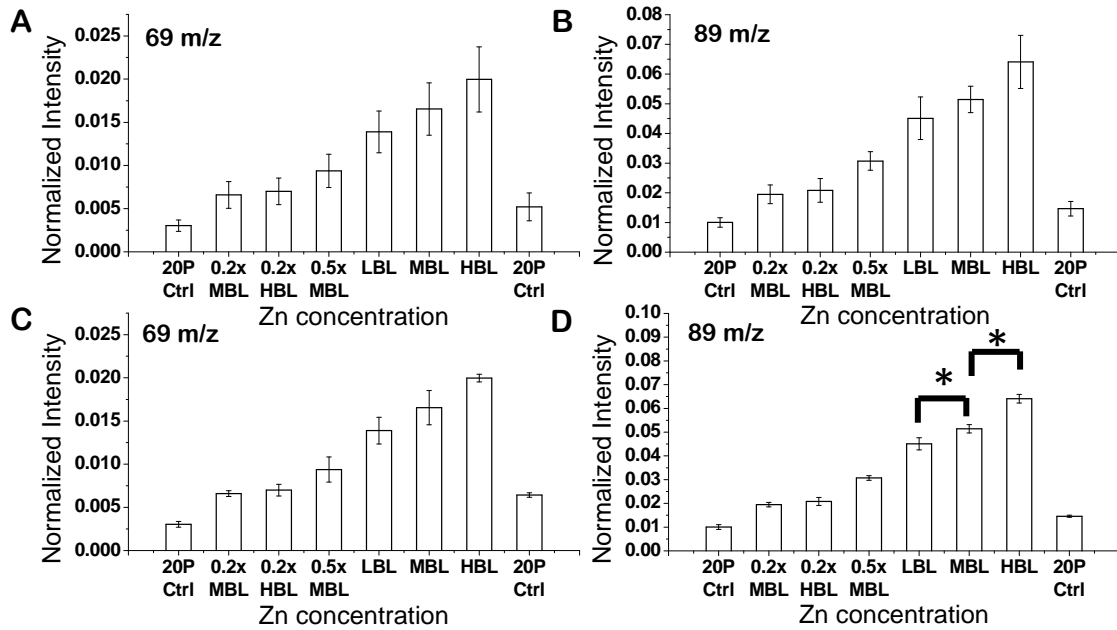 A
69 m/z
Normalized Intensity
0.025
0.020
0.015
0.010
0.005
0.000
20P 0.2x 0.2x 0.5x LBL MBL HBL 20P
Ctrl MBL HBL MBL Ctrl
Zn concentration
B
89 m/z
Normalized Intensity
0.08
0.07
0.06
0.05
0.04
0.03
0.02
0.01
0.00
20P 0.2x 0.2x 0.5x LBL MBL HBL 20P
Ctrl MBL HBL MBL Ctrl
Zn concentration
C
69 m/z
Normalized Intensity
0.025
0.020
0.015
0.010
0.005
0.000
20P 0.2x 0.2x 0.5x LBL MBL HBL 20P
Ctrl MBL HBL MBL Ctrl
Zn concentration
D
89 m/z
Normalized Intensity
0.10
0.09
0.08
0.07
0.06
0.05
0.04
0.03
0.02
0.01
0.00
*
*
20P 0.2x 0.2x 0.5x LBL MBL HBL 20P
Ctrl MBL HBL MBL Ctrl
Zn concentration